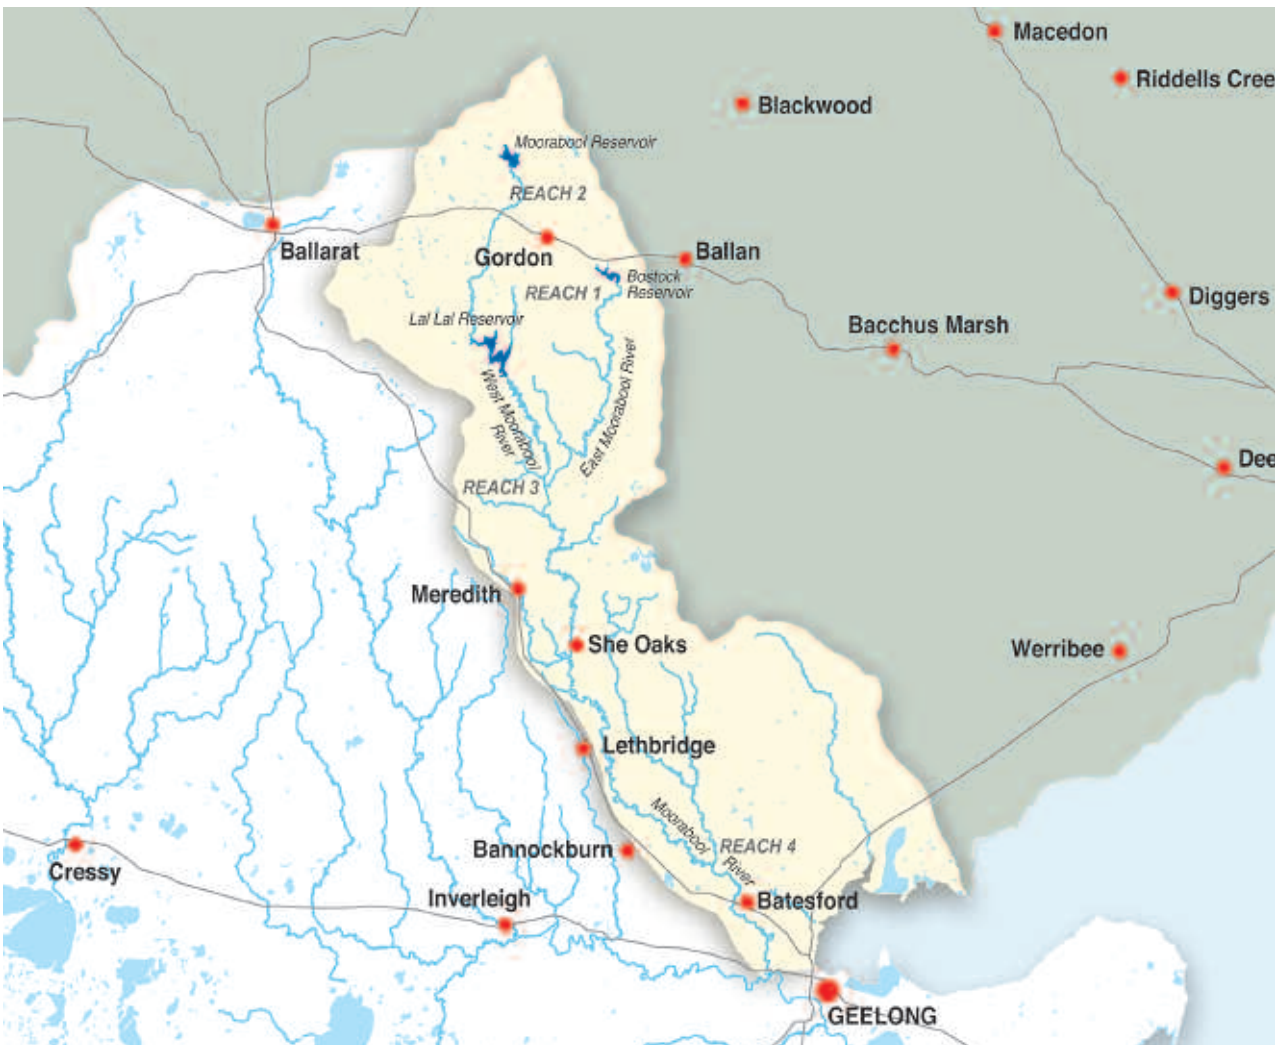 Macedon
Riddells Cree
Blackwood
Moorabool Reservoir
REACH 2
Ballarat
Gordon
Ballan
Bostock
Reservoir
REACH 1
Diggers
Lal Lal Reservoir
Bacchus Marsh
West Moorabool
River
East Moorabool River
Dee
REACH 3
Meredith
She Oaks
Werribee
Lethbridge
Moorabool
River
REACH 4
Bannockburn
Cressy
Inverleigh
Batesford
GEELONG